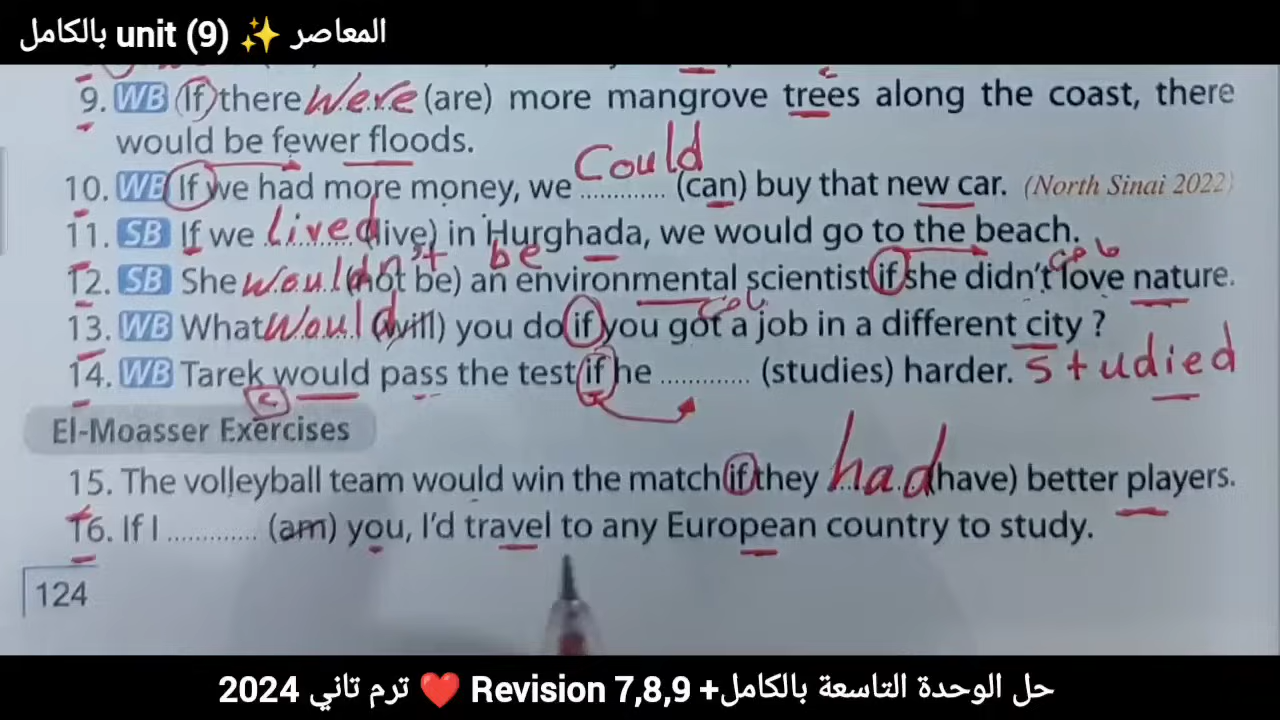 المعاصر ✨ unit (9) بالكامل
9. WB If there were (are) more mangrove trees along the coast, there
would be fewer floods.
10. WB If we had more money, we could ............ (can) buy that new car. (North Sinai 2022)
11. SB If we lived (live) in Hurghada, we would go to the beach.
12. SB She wouldn't be (not be) an environmental scientist if she didn't love nature.
13. WB What would (will) you do if you got a job in a different city ?
14. WB Tarek would pass the test if he ............ (studies) harder. studied
El-Moasser Exercises
15. The volleyball team would win the match if they had (have) better players.
16. If I ............ (am) you, I'd travel to any European country to study.
124
حل الوحدة التاسعة بالكامل+ Revision 7,8,9 ❤️ ترم تاني 2024